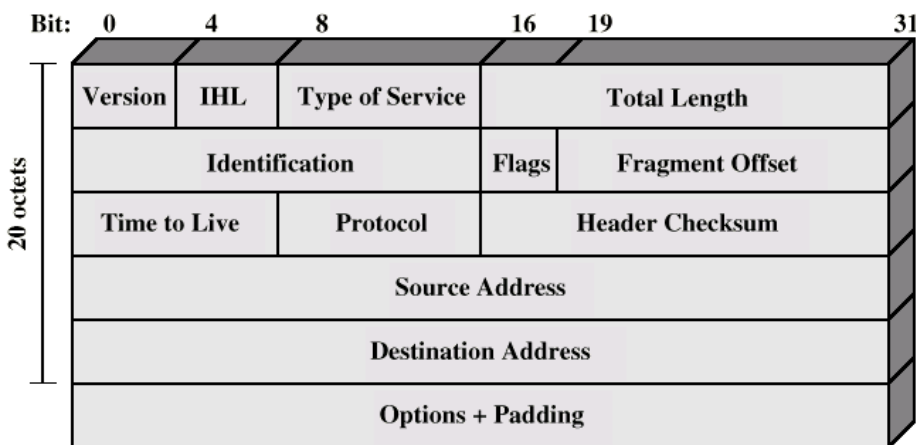 Bit: 0 4 8 16 19 31
Version IHL Type of Service Total Length
Identification Flags Fragment Offset
Time to Live Protocol Header Checksum
Source Address
Destination Address
Options + Padding
20 octets